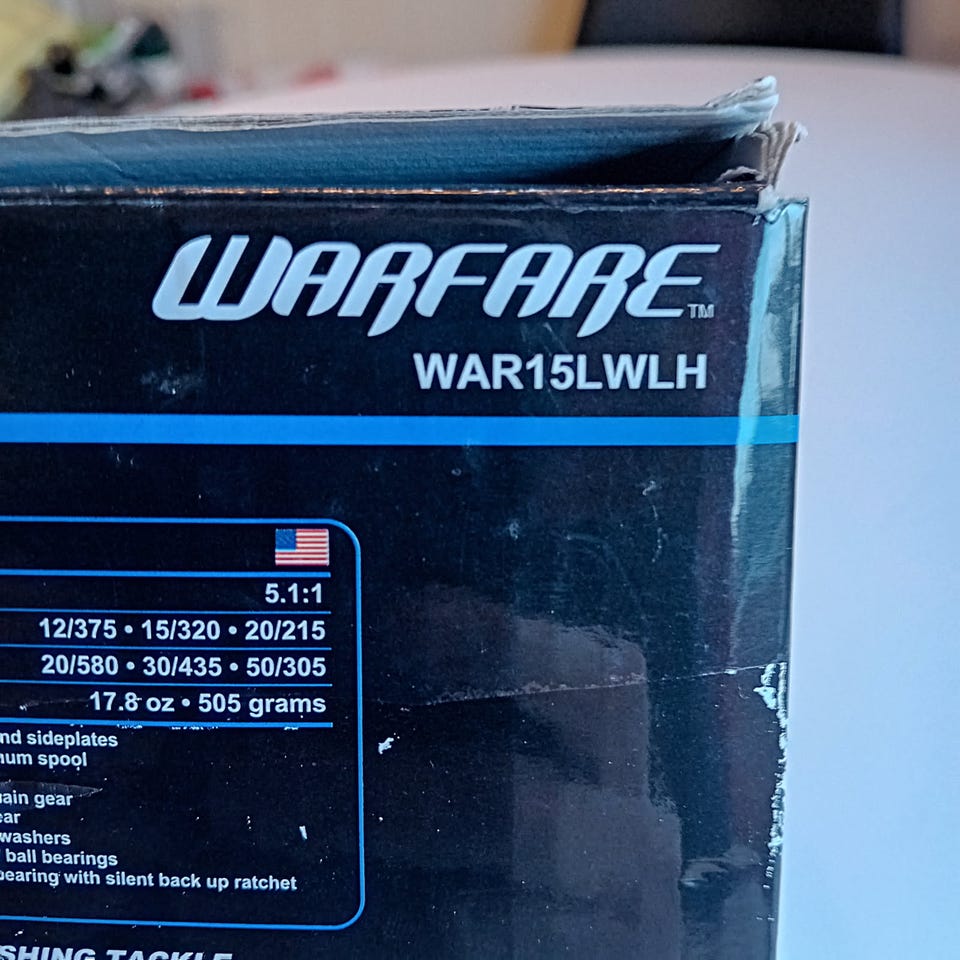 WARFARE™
WAR15LWLH
5.1:1
12/375 • 15/320 • 20/215
20/580 • 30/435 • 50/305
17.8 oz • 505 grams
nd sideplates
num spool
ain gear
ear
washers
ball bearings
bearing with silent back up ratchet
SHING TACKLE